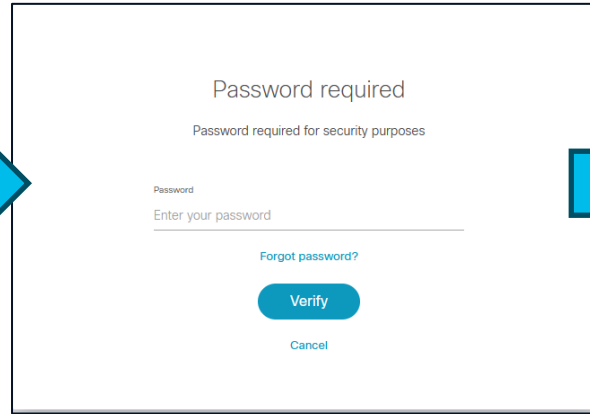 Password required
Password required for security purposes
Password
Enter your password
Forgot password?
Verify
Cancel